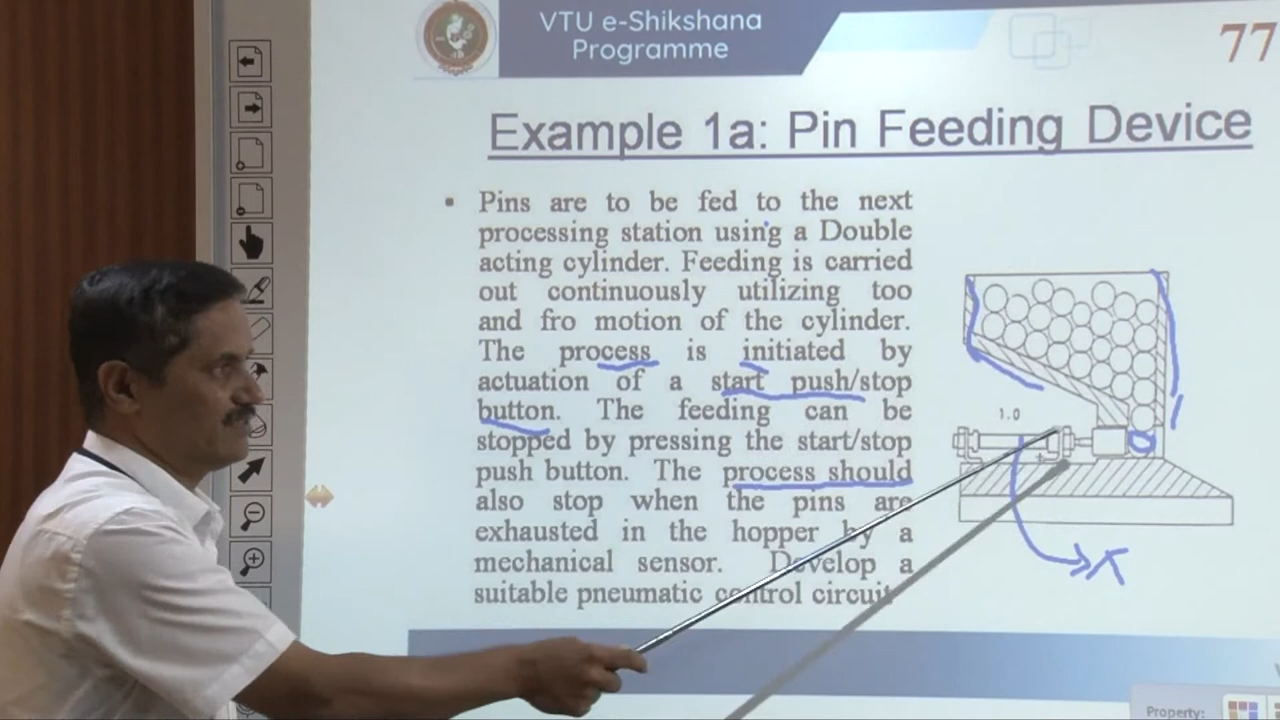 VTU e-Shikshana
Programme
77
Example 1a: Pin Feeding Device
Pins are to be fed to the next
processing station using a Double
acting cylinder. Feeding is carried
out continuously utilizing too
and fro motion of the cylinder.
The process is initiated by
actuation of a start push/stop
button. The feeding can be
stopped by pressing the start/stop
push button. The process should
also stop when the pins are
exhausted in the hopper by a
mechanical sensor. Develop a
suitable pneumatic control circuit.
1.0
Property: